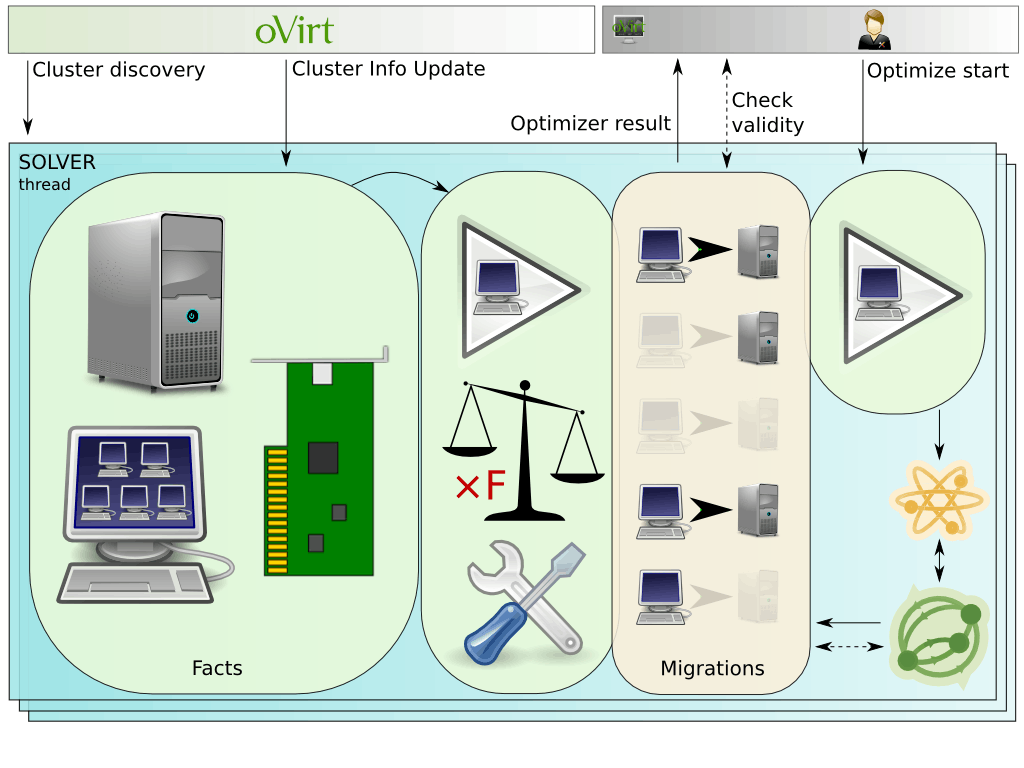 oVirt
oVirt
Cluster discovery
Cluster Info Update
Optimize start
Check
validity
Optimizer result
SOLVER
thread
×F
Facts
Migrations